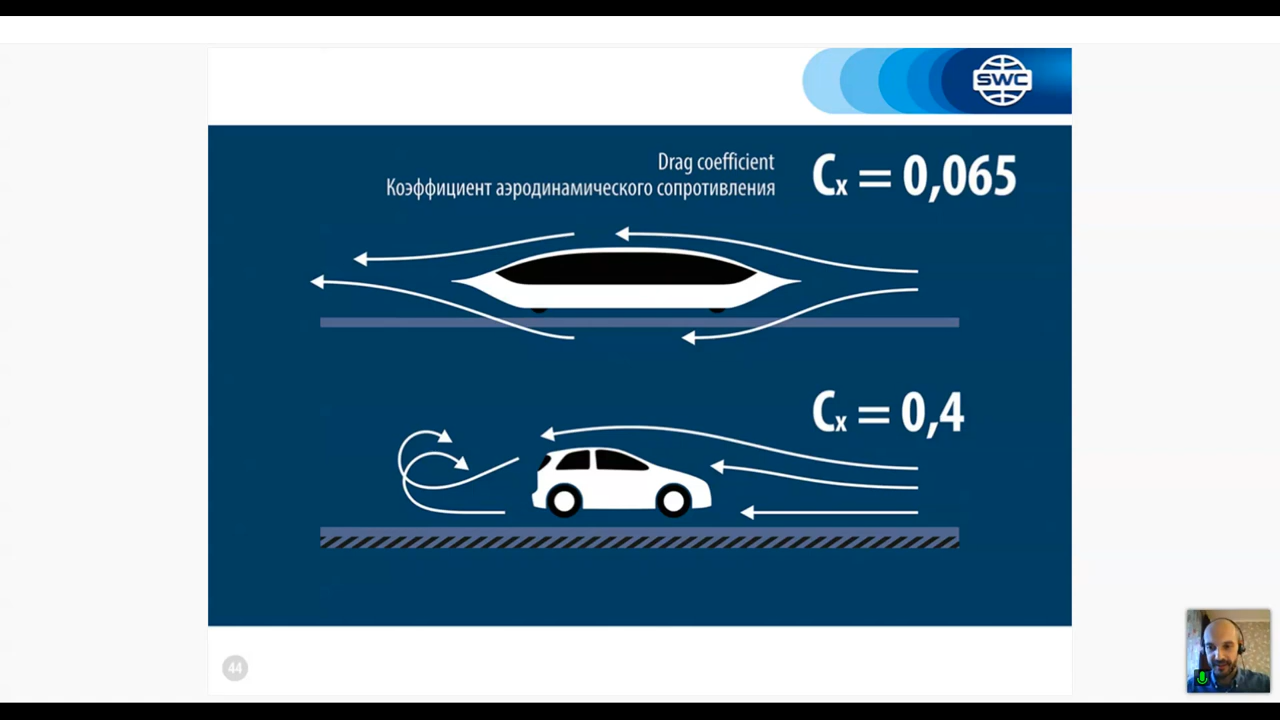 SWC
Drag coefficient
Коэффициент аэродинамического сопротивления
Cx = 0,065
Cx = 0,4
44